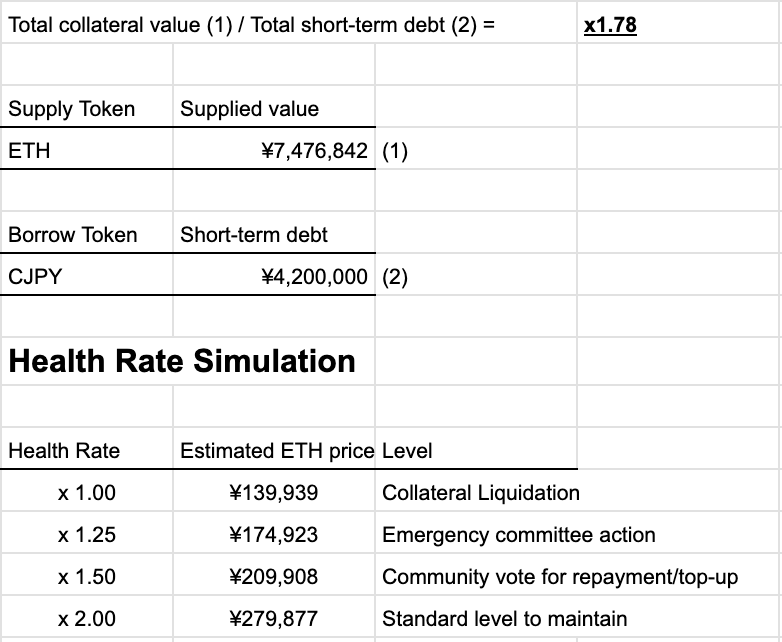 Total collateral value (1) / Total short-term debt (2) = x1.78
Supply Token Supplied value
ETH ¥7,476,842 (1)
Borrow Token Short-term debt
CJPY ¥4,200,000 (2)
Health Rate Simulation
Health Rate Estimated ETH price Level
x 1.00 ¥139,939 Collateral Liquidation
x 1.25 ¥174,923 Emergency committee action
x 1.50 ¥209,908 Community vote for repayment/top-up
x 2.00 ¥279,877 Standard level to maintain